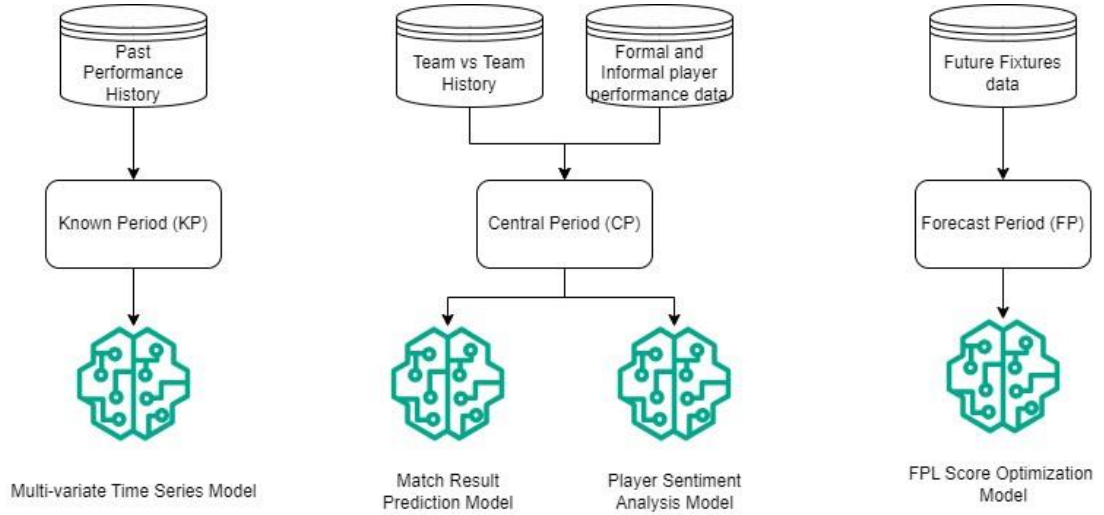 Past
Performance
History
Team vs Team
History
Formal and
Informal player
performance data
Future Fixtures
data
Known Period (KP)
Central Period (CP)
Forecast Period (FP)
Multi-variate Time Series Model
Match Result
Prediction Model
Player Sentiment
Analysis Model
FPL Score Optimization
Model